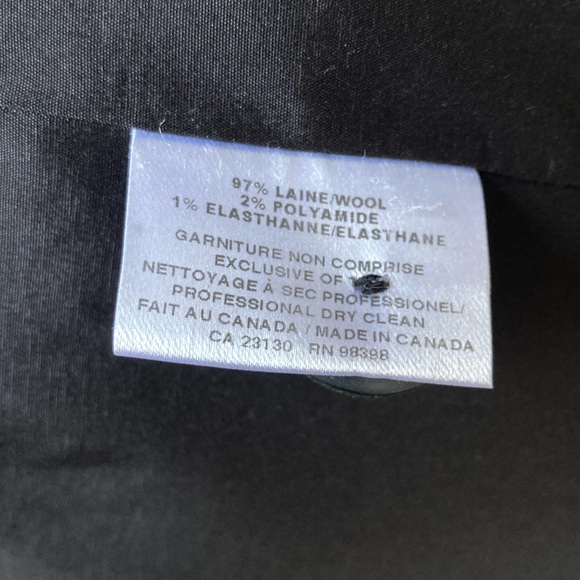 97% LAINE/WOOL
2% POLYAMIDE
1% ELASTHANNE/ELASTHANE
GARNITURE NON COMPRISE
EXCLUSIVE OF
NETTOYAGE À SEC PROFESSIONEL/
PROFESSIONAL DRY CLEAN
FAIT AU CANADA / MADE IN CANADA
CA 23130 RN 98398